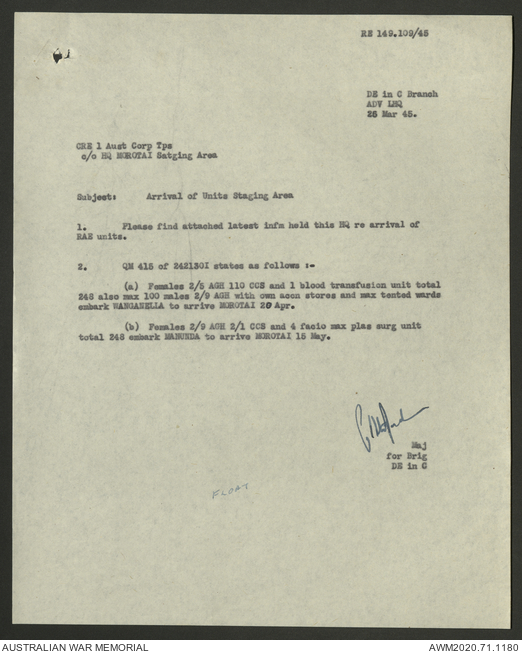 RE 149.109/45
DE in C Branch
ADV LHQ
25 Mar 45.
CRE 1 Aust Corp Tps
c/o HQ MOROTAI Satging Area
Subject: Arrival of Units Staging Area
1. Please find attached latest infm held this HQ re arrival of
RAE units.
2. QM 415 of 242130I states as follows :-
(a) Females 2/5 AGH 110 CCS and 1 blood transfusion unit total
248 also max 100 males 2/9 AGH with own accn stores and max tented wards
embark WANGANELLA to arrive MOROTAI 20 Apr.
(b) Females 2/9 AGH 2/1 CCS and 4 facio max plas surg unit
total 248 embark MANUNDA to arrive MOROTAI 15 May.
Maj
for Brig
DE in C
FLOAT
AUSTRALIAN WAR MEMORIAL
AWM2020.71.1180